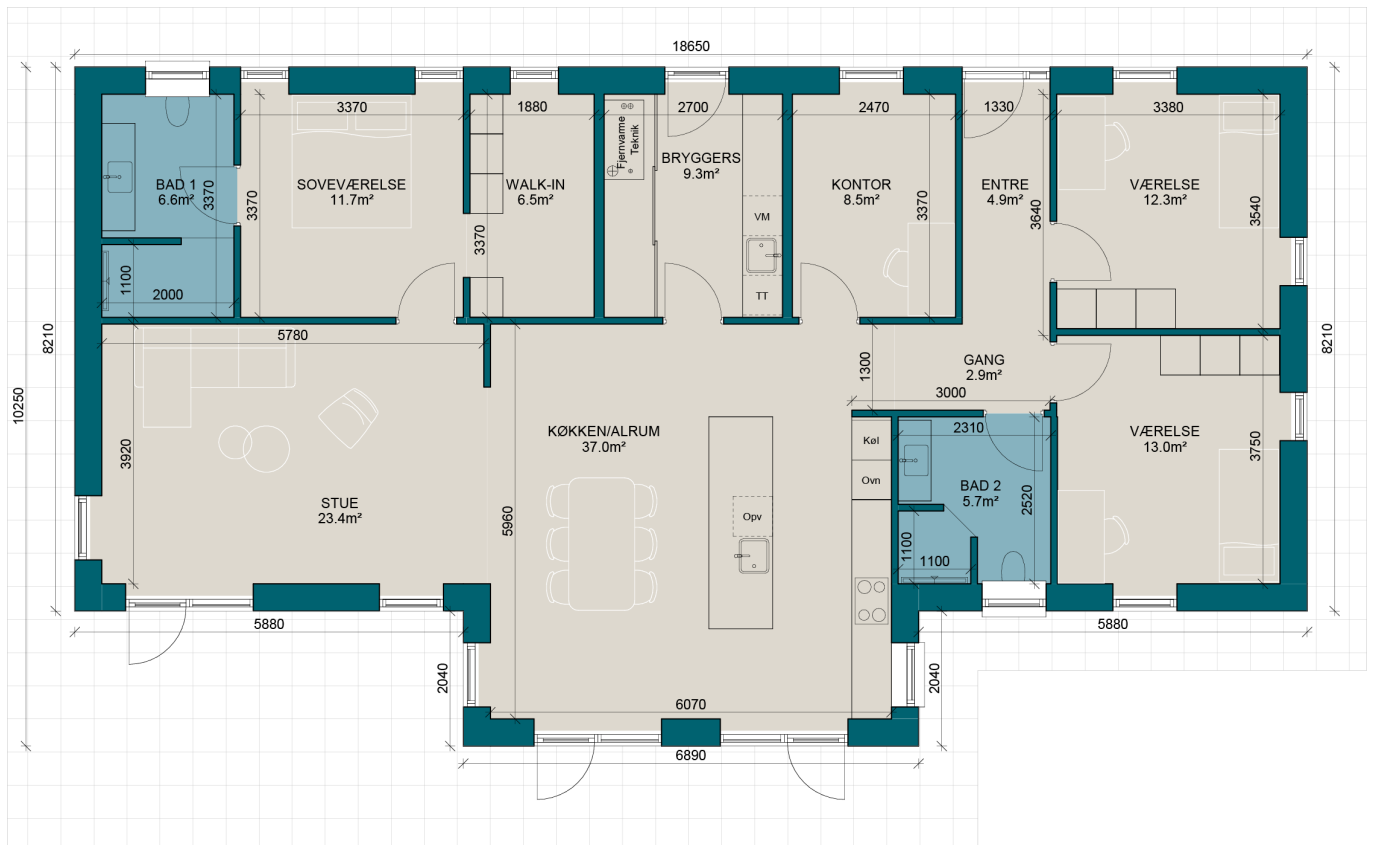 18650
3370
1880
2700
2470
1330
3380
Fjernvarme
Teknik
BRYGGERS
9.3m²
BAD 1
6.6m²
3370
3370
SOVEVÆRELSE
11.7m²
WALK-IN
6.5m²
3370
KONTOR
8.5m²
3370
ENTRE
4.9m²
3640
VÆRELSE
12.3m²
3540
VM
TT
1100
2000
8210
8210
10250
5780
1300
GANG
2.9m²
3000
3920
KØKKEN/ALRUM
37.0m²
Køl
Ovn
2310
VÆRELSE
13.0m²
3750
STUE
23.4m²
5960
Opv
BAD 2
5.7m²
2520
1100
1100
5880
5880
2040
2040
6070
6890